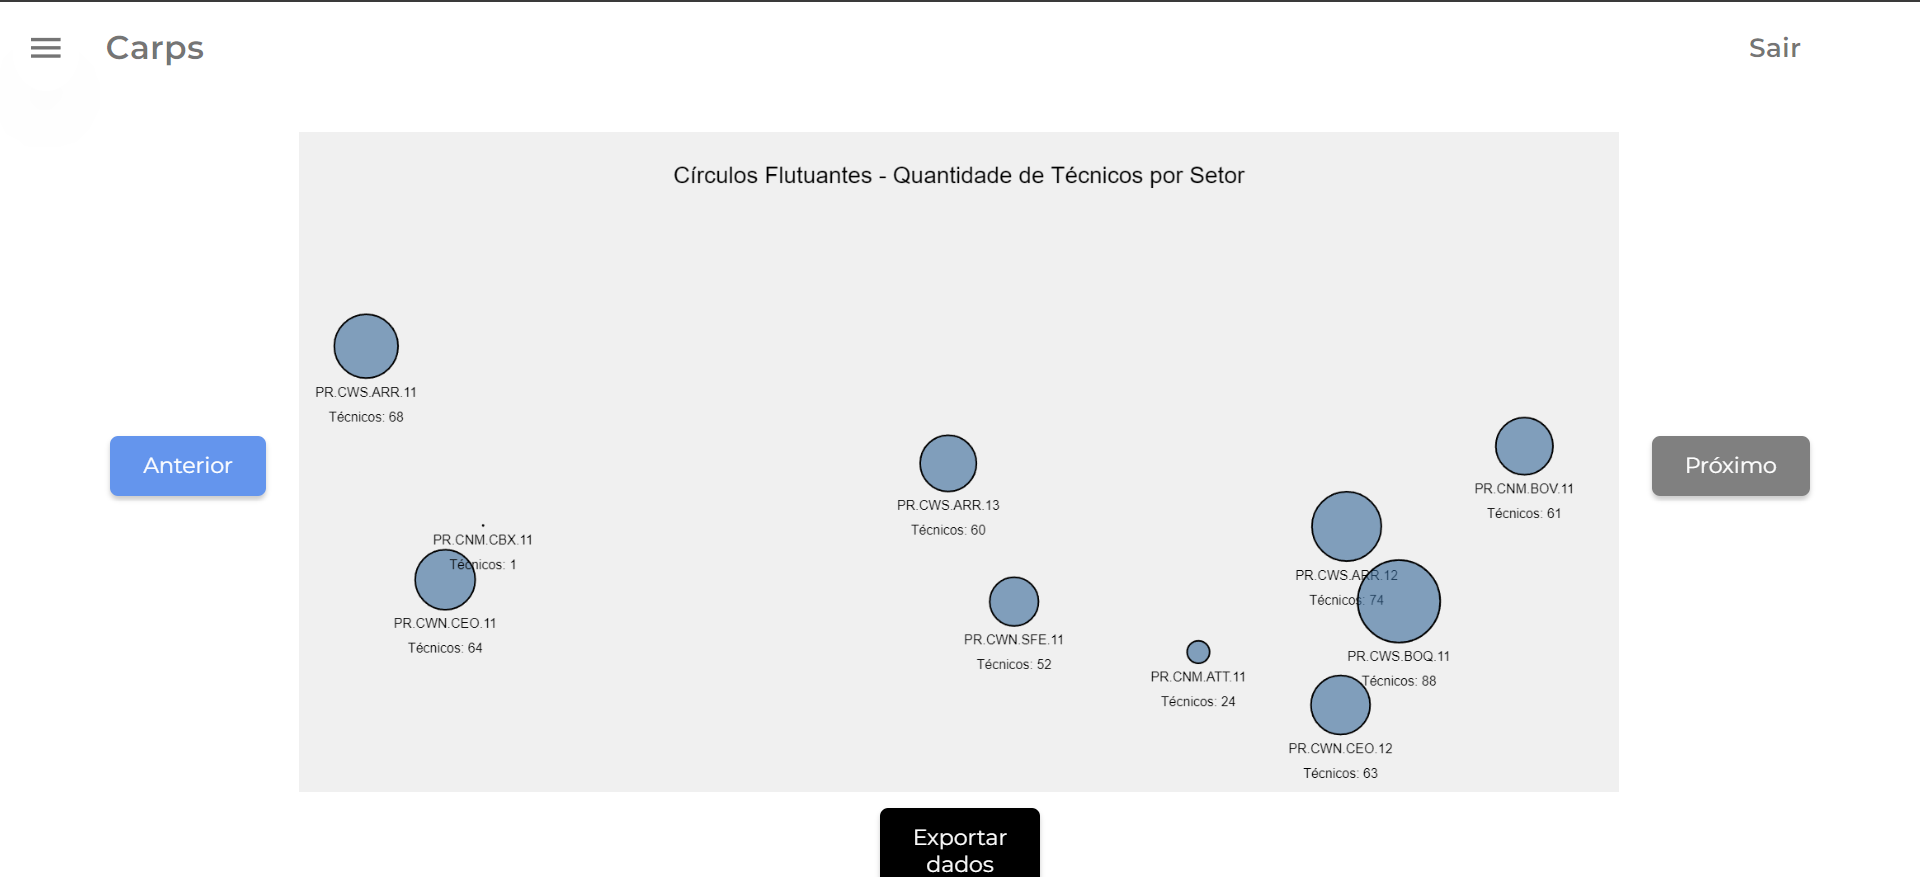 Carps
Sair
Círculos Flutuantes - Quantidade de Técnicos por Setor
PR.CWS.ARR.11
Técnicos: 68
Anterior
Próximo
PR.CNM.BOV.11
Técnicos: 61
PR.CWS.ARR.13
Técnicos: 60
PR.CNM.CBX.11
Técnicos: 1
PR.CWS.ARR.12
Técnicos: 74
PR.CWN.CEO.11
Técnicos: 64
PR.CWN.SFE.11
Técnicos: 52
PR.CWS.BOQ.11
Técnicos: 88
PR.CNM.ATT.11
Técnicos: 24
PR.CWN.CEO.12
Técnicos: 63
Exportar
dados